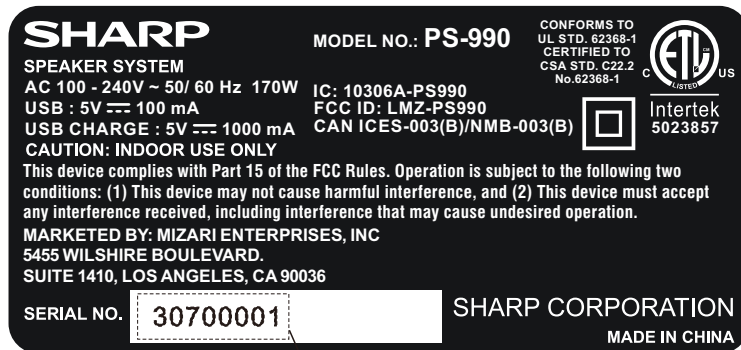 SHARP
SPEAKER SYSTEM
AC 100 - 240V ~ 50/ 60 Hz 170W
USB : 5V ⎓ 100 mA
USB CHARGE : 5V ⎓ 1000 mA
CAUTION: INDOOR USE ONLY
MODEL NO.: PS-990
IC: 10306A-PS990
FCC ID: LMZ-PS990
CAN ICES-003(B)/NMB-003(B)
CONFORMS TO
UL STD. 62368-1
CERTIFIED TO
CSA STD. C22.2
No.62368-1
C ETL CM US
LISTED
Intertek
5023857
This device complies with Part 15 of the FCC Rules. Operation is subject to the following two
conditions: (1) This device may not cause harmful interference, and (2) This device must accept
any interference received, including interference that may cause undesired operation.
MARKETED BY: MIZARI ENTERPRISES, INC
5455 WILSHIRE BOULEVARD.
SUITE 1410, LOS ANGELES, CA 90036
SERIAL NO. 30700001
SHARP CORPORATION
MADE IN CHINA